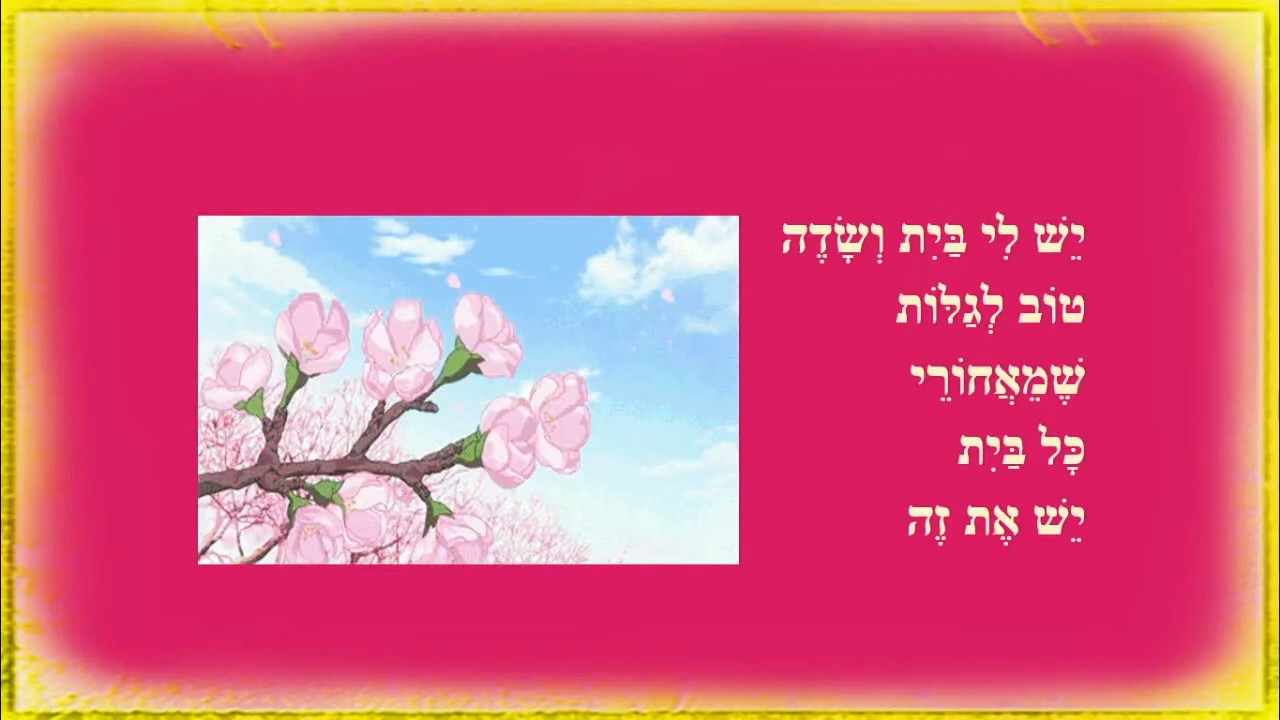 יֵשׁ לִי בַּיִת וְשָׂדֶה
טוֹב לְגַלּוֹת
שֶׁמֵאֲחוֹרֵי
כָּל בַּיִת
יֵשׁ אֶת זֶה